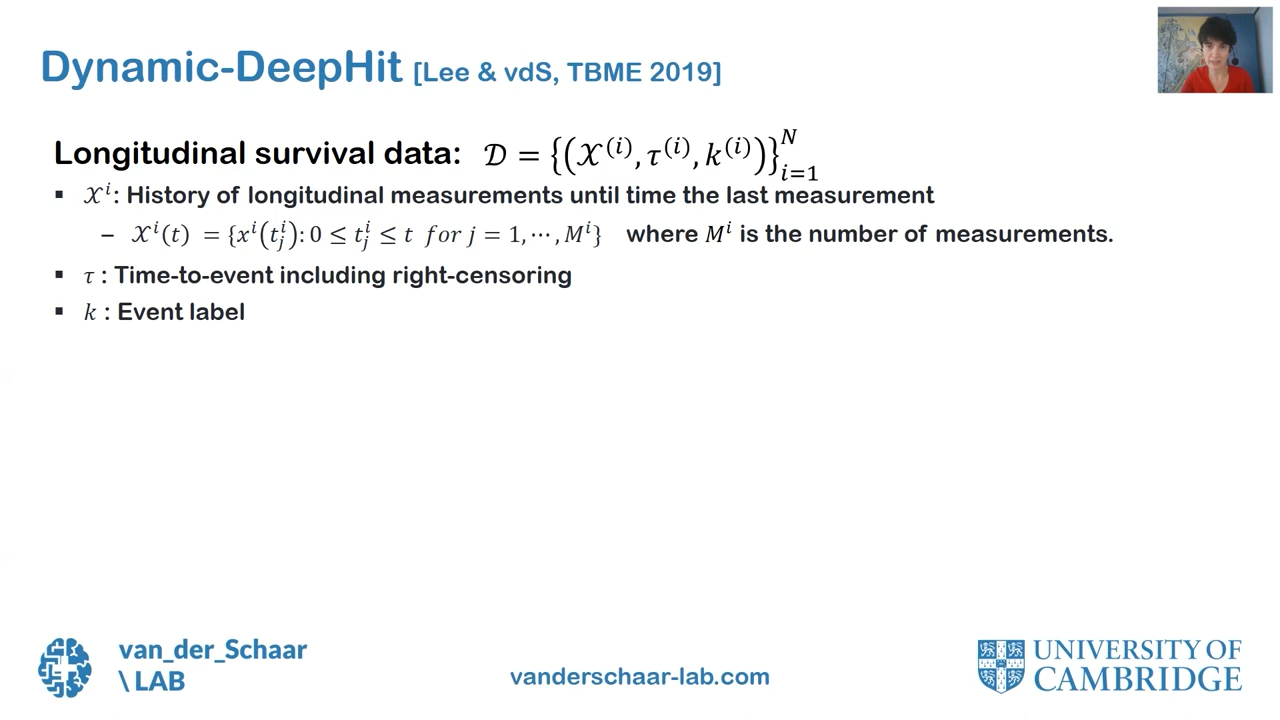 Dynamic-DeepHit [Lee & vdS, TBME 2019]
Longitudinal survival data: 𝒟 = {(𝒳^(i), τ^(i), k^(i))}_{i=1}^N
▪ 𝒳^i: History of longitudinal measurements until time the last measurement
– 𝒳^i(t) = {x^i(t_j^i): 0 ≤ t_j^i ≤ t for j = 1, ⋯, M^i} where M^i is the number of measurements.
▪ τ : Time-to-event including right-censoring
▪ k : Event label
van_der_Schaar
\ LAB
vanderschaar-lab.com
UNIVERSITY OF
CAMBRIDGE